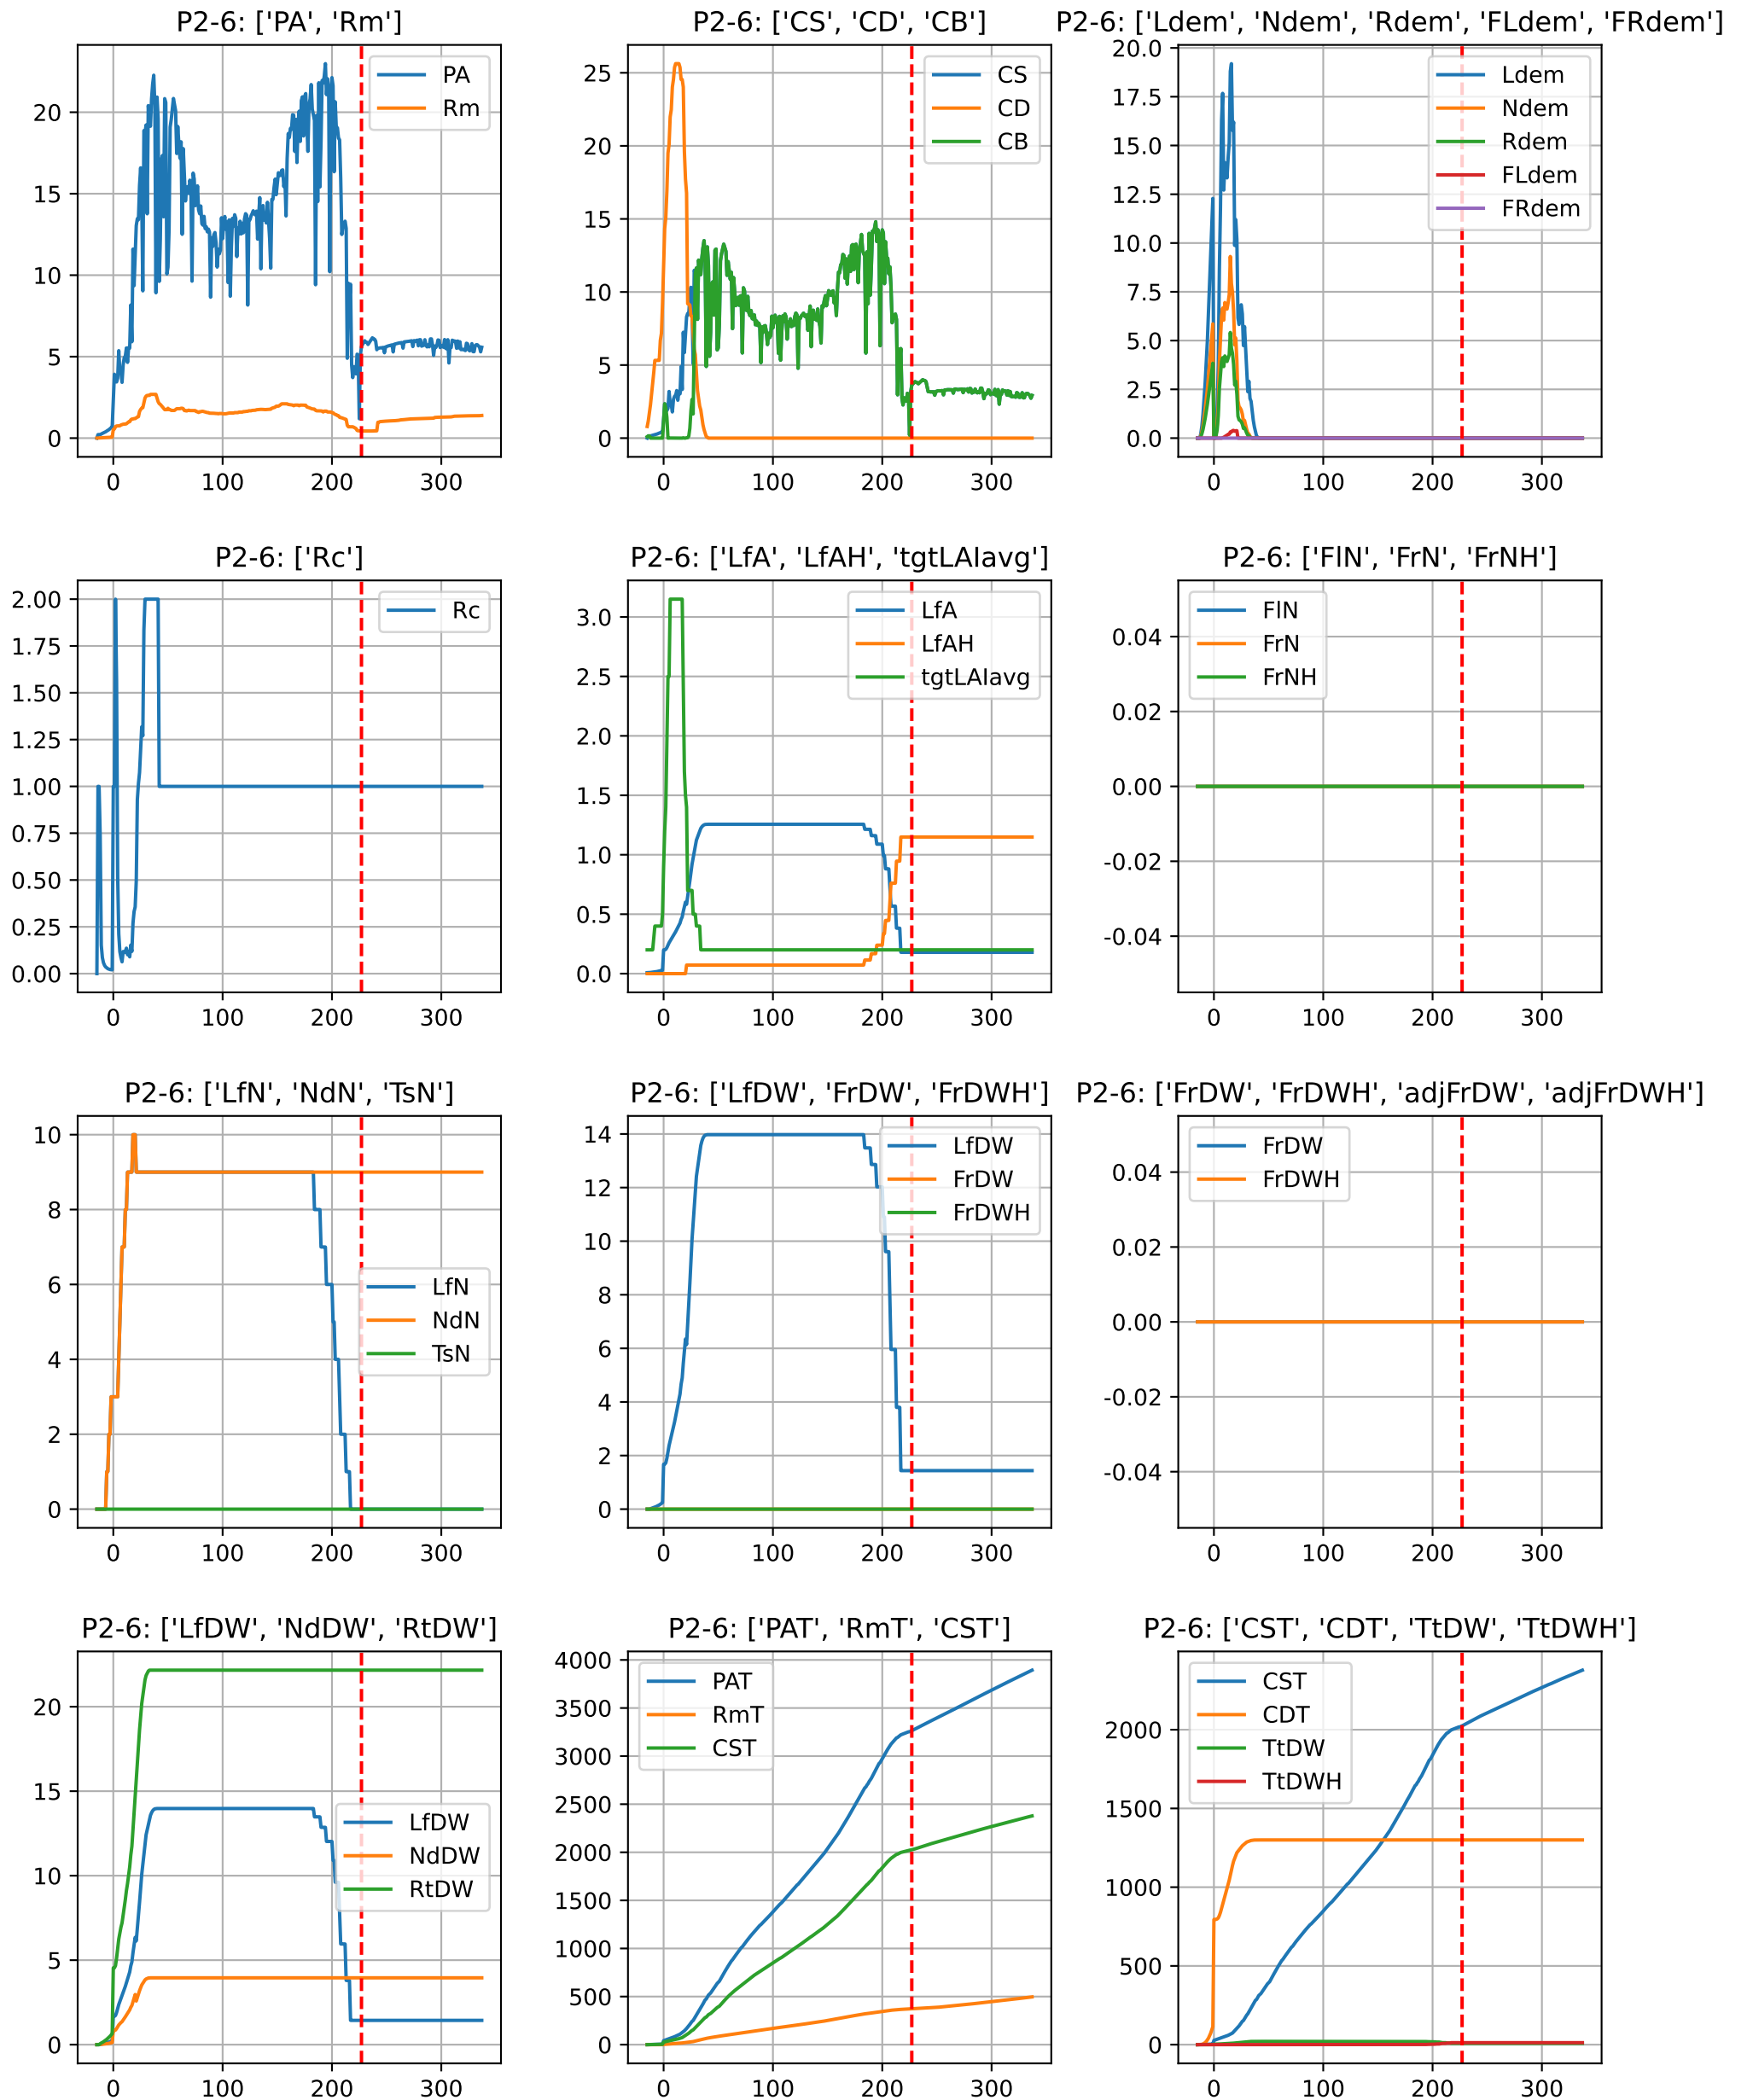 P2-6: ['PA', 'Rm']
PA
Rm
20
15
10
5
0
0 100 200 300
P2-6: ['CS', 'CD', 'CB']
CS
CD
CB
25
20
15
10
5
0
0 100 200 300
P2-6: ['Ldem', 'Ndem', 'Rdem', 'FLdem', 'FRdem']
Ldem
Ndem
Rdem
FLdem
FRdem
20.0
17.5
15.0
12.5
10.0
7.5
5.0
2.5
0.0
0 100 200 300
P2-6: ['Rc']
Rc
2.00
1.75
1.50
1.25
1.00
0.75
0.50
0.25
0.00
0 100 200 300
P2-6: ['LfA', 'LfAH', 'tgtLAIavg']
LfA
LfAH
tgtLAIavg
3.0
2.5
2.0
1.5
1.0
0.5
0.0
0 100 200 300
P2-6: ['FlN', 'FrN', 'FrNH']
FlN
FrN
FrNH
0.04
0.02
0.00
-0.02
-0.04
0 100 200 300
P2-6: ['LfN', 'NdN', 'TsN']
LfN
NdN
TsN
10
8
6
4
2
0
0 100 200 300
P2-6: ['LfDW', 'FrDW', 'FrDWH']
LfDW
FrDW
FrDWH
14
12
10
8
6
4
2
0
0 100 200 300
P2-6: ['FrDW', 'FrDWH', 'adjFrDW', 'adjFrDWH']
FrDW
FrDWH
0.04
0.02
0.00
-0.02
-0.04
0 100 200 300
P2-6: ['LfDW', 'NdDW', 'RtDW']
LfDW
NdDW
RtDW
20
15
10
5
0
0 100 200 300
P2-6: ['PAT', 'RmT', 'CST']
PAT
RmT
CST
4000
3500
3000
2500
2000
1500
1000
500
0
0 100 200 300
P2-6: ['CST', 'CDT', 'TtDW', 'TtDWH']
CST
CDT
TtDW
TtDWH
2000
1500
1000
500
0
0 100 200 300